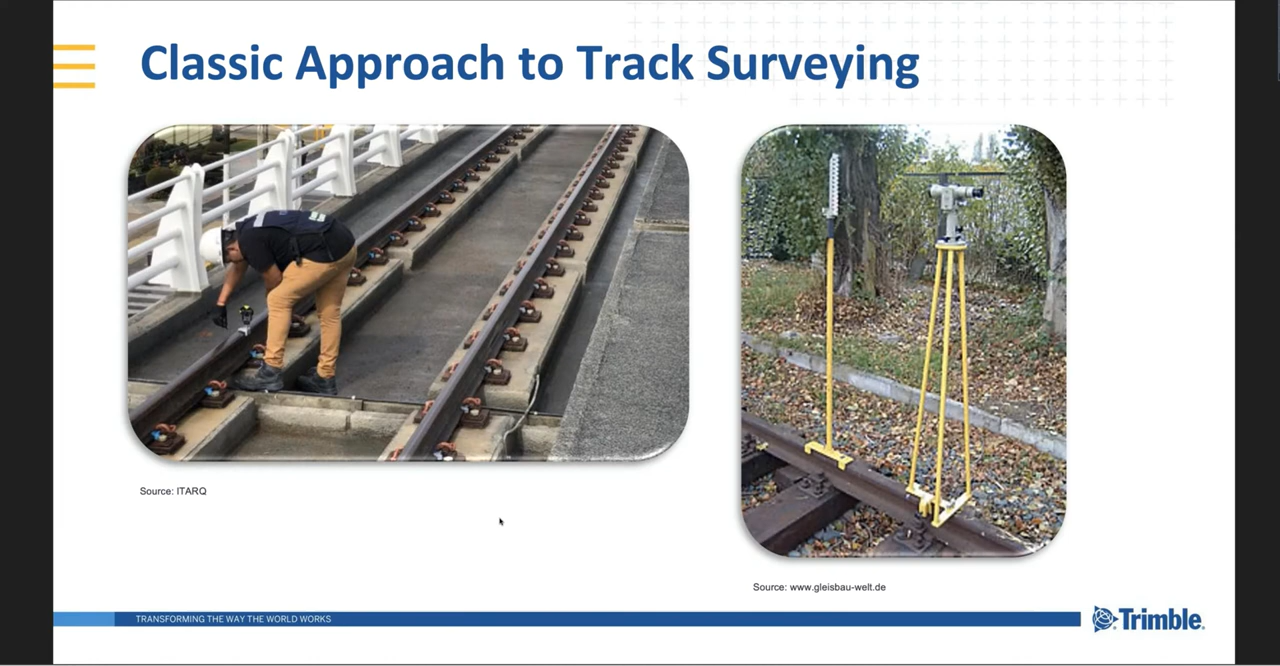 Classic Approach to Track Surveying
Source: ITARQ
Source: www.gleisbau-welt.de
TRANSFORMING THE WAY THE WORLD WORKS
Trimble